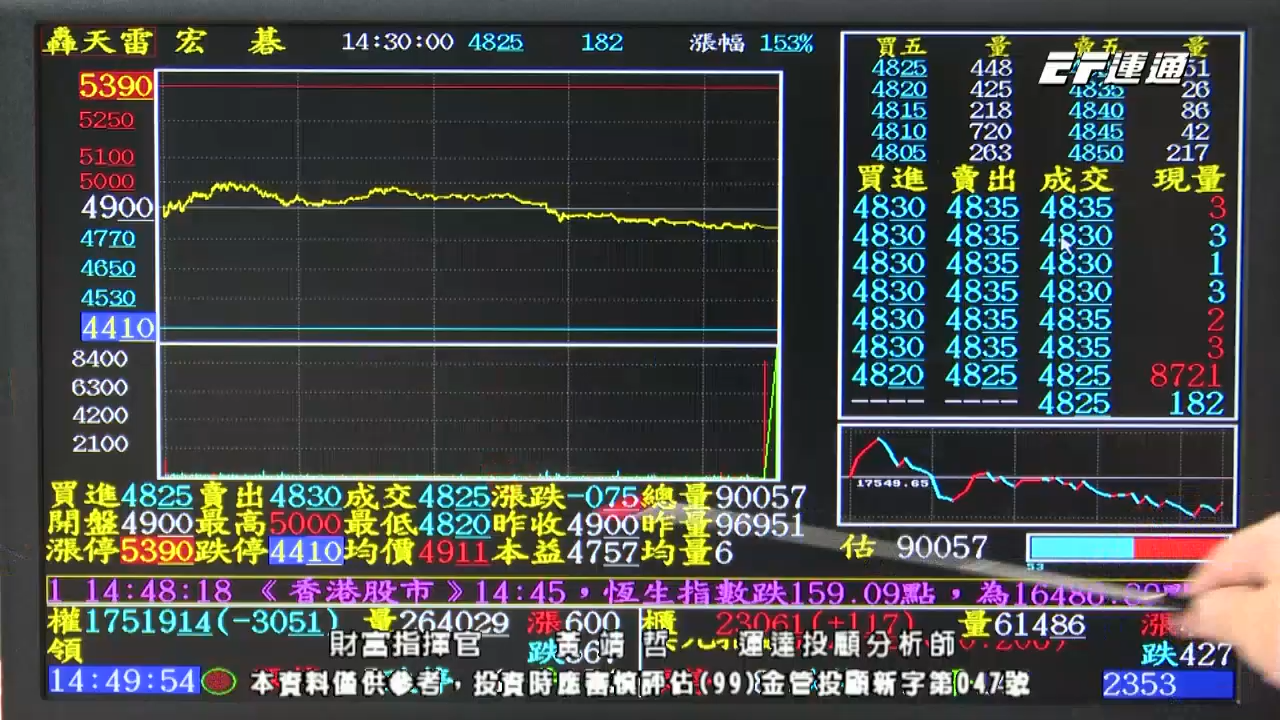 轟天雷 宏 碁 14:30:00 4825 182 漲幅 153%
5390
5250
5100
5000
4900
4770
4650
4530
4410
8400
6300
4200
2100
買五 量 賣五 量
4825 448 51
4820 425 4835 26
4815 218 4840 86
4810 720 4845 42
4805 263 4850 217
EF運通
買進 賣出 成交 現量
4830 4835 4835 3
4830 4835 4830 3
4830 4835 4830 1
4830 4835 4830 3
4830 4835 4835 2
4830 4835 4835 3
4820 4825 4825 8721
---- ---- 4825 182
17549.65
買進4825賣出4830成交4825漲跌-075總量90057
開盤4900最高5000最低4820昨收4900昨量96951
漲停5390跌停4410均價4911本益4757均量6
估 90057
53
1 14:48:18 《香港股市》14:45，恆生指數跌159.09點，為16486.
權1751914(-3051) 量264029 漲600 櫃 23061(+117) 量61486 漲
領 跌 跌427
財富指揮官 黃靖哲 運達投顧分析師
14:49:54 2353
本資料僅供參考，投資時應審慎評估(99)金管投顧新字第047號